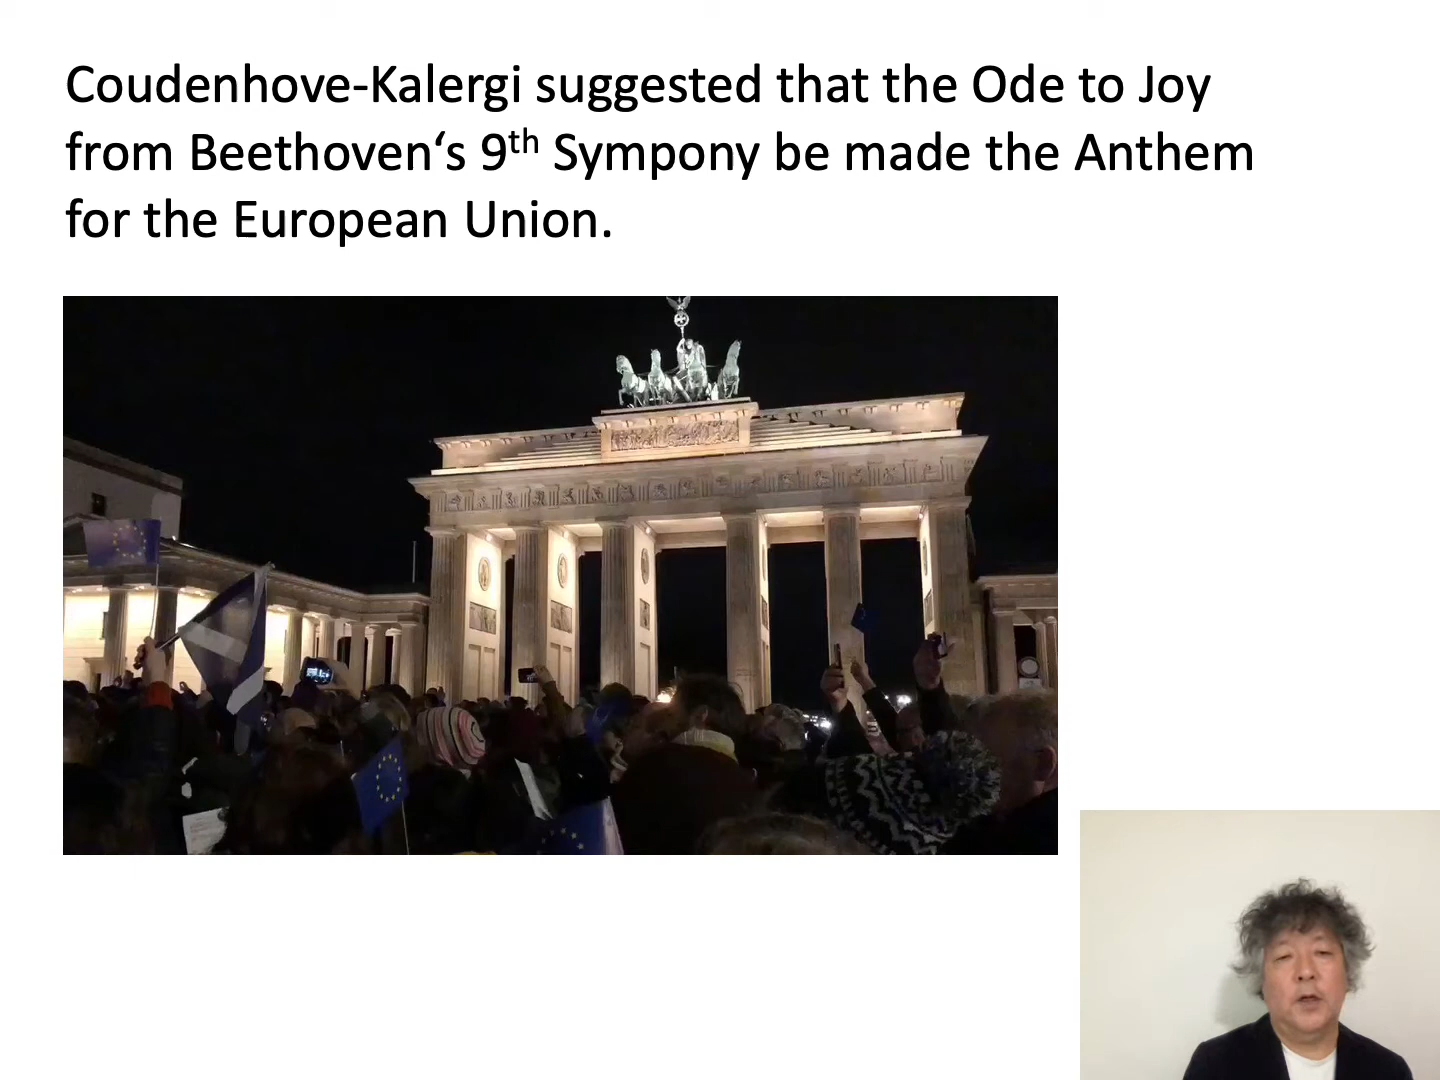 Coudenhove-Kalergi suggested that the Ode to Joy
from Beethoven‘s 9th Sympony be made the Anthem
for the European Union.